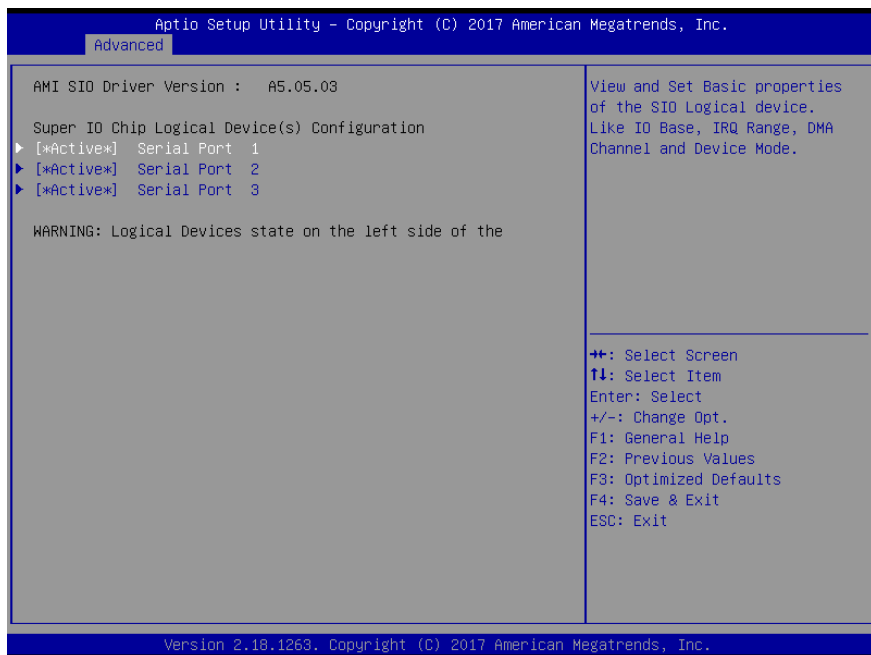 Aptio Setup Utility – Copyright (C) 2017 American Megatrends, Inc.
Advanced
AMI SIO Driver Version : A5.05.03
Super IO Chip Logical Device(s) Configuration
[*Active*] Serial Port 1
[*Active*] Serial Port 2
[*Active*] Serial Port 3
WARNING: Logical Devices state on the left side of the
View and Set Basic properties
of the SIO Logical device.
Like IO Base, IRQ Range, DMA
Channel and Device Mode.
→←: Select Screen
↑↓: Select Item
Enter: Select
+/-: Change Opt.
F1: General Help
F2: Previous Values
F3: Optimized Defaults
F4: Save & Exit
ESC: Exit
Version 2.18.1263. Copyright (C) 2017 American Megatrends, Inc.